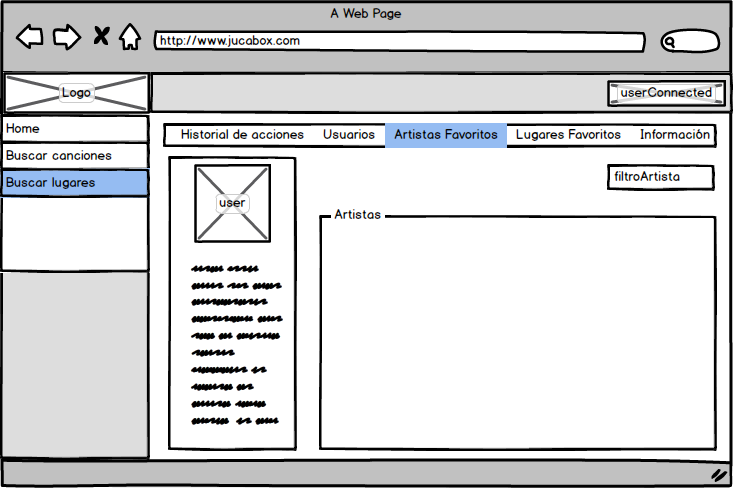 A Web Page
http://www.jucabox.com
Logo
userConnected
Home
Buscar canciones
Buscar lugares
Historial de acciones Usuarios Artistas Favoritos Lugares Favoritos Información
user
filtroArtista
Artistas